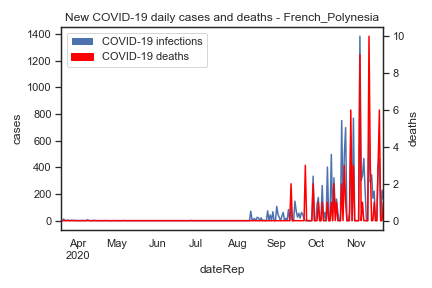 New COVID-19 daily cases and deaths - French_Polynesia
COVID-19 infections
COVID-19 deaths
1400
1200
1000
800
600
400
200
0
cases
10
8
6
4
2
0
deaths
Apr May Jun Jul Aug Sep Oct Nov
2020
dateRep